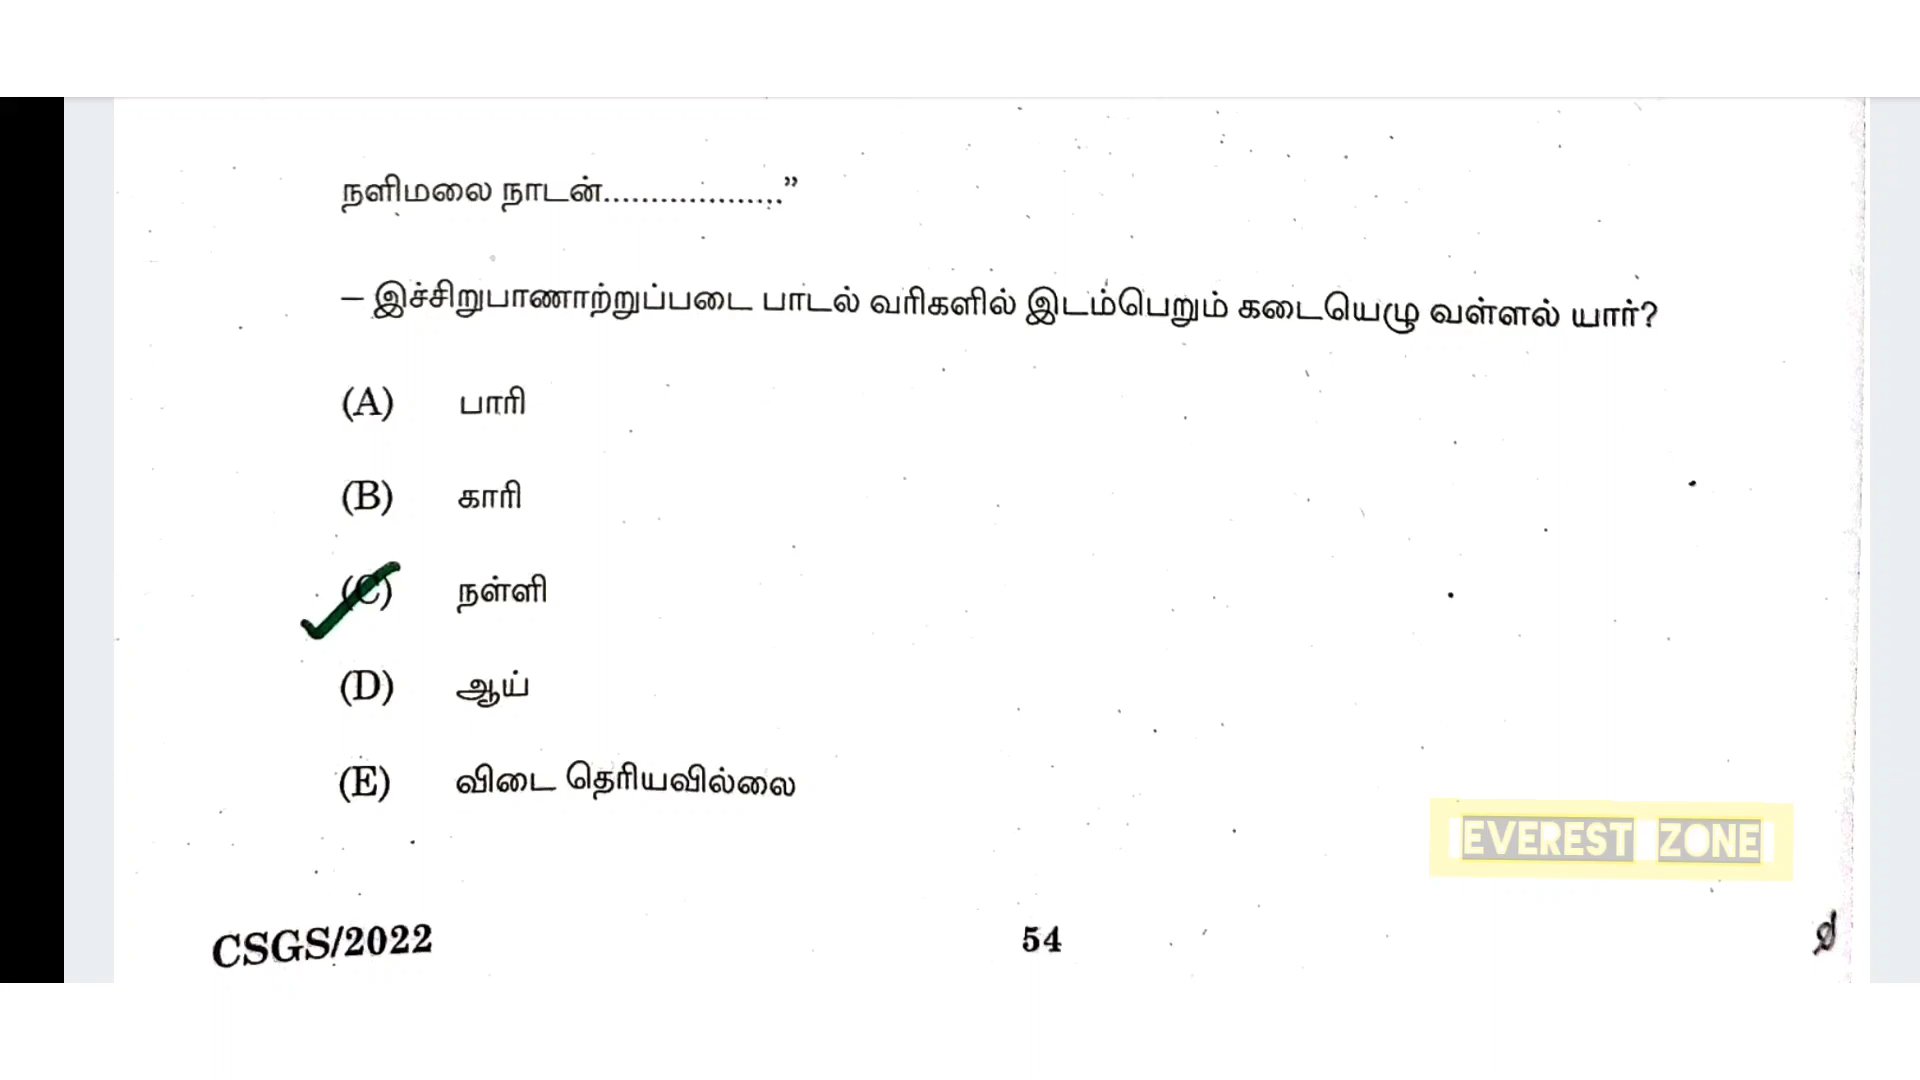 நளிமலை நாடன்...................”
– இச்சிறுபாணாற்றுப்படை பாடல் வரிகளில் இடம்பெறும் கடையெழு வள்ளல் யார்?
(A) பாரி
(B) காரி
(C) நள்ளி
(D) ஆய்
(E) விடை தெரியவில்லை
EVEREST ZONE
CSGS/2022 54